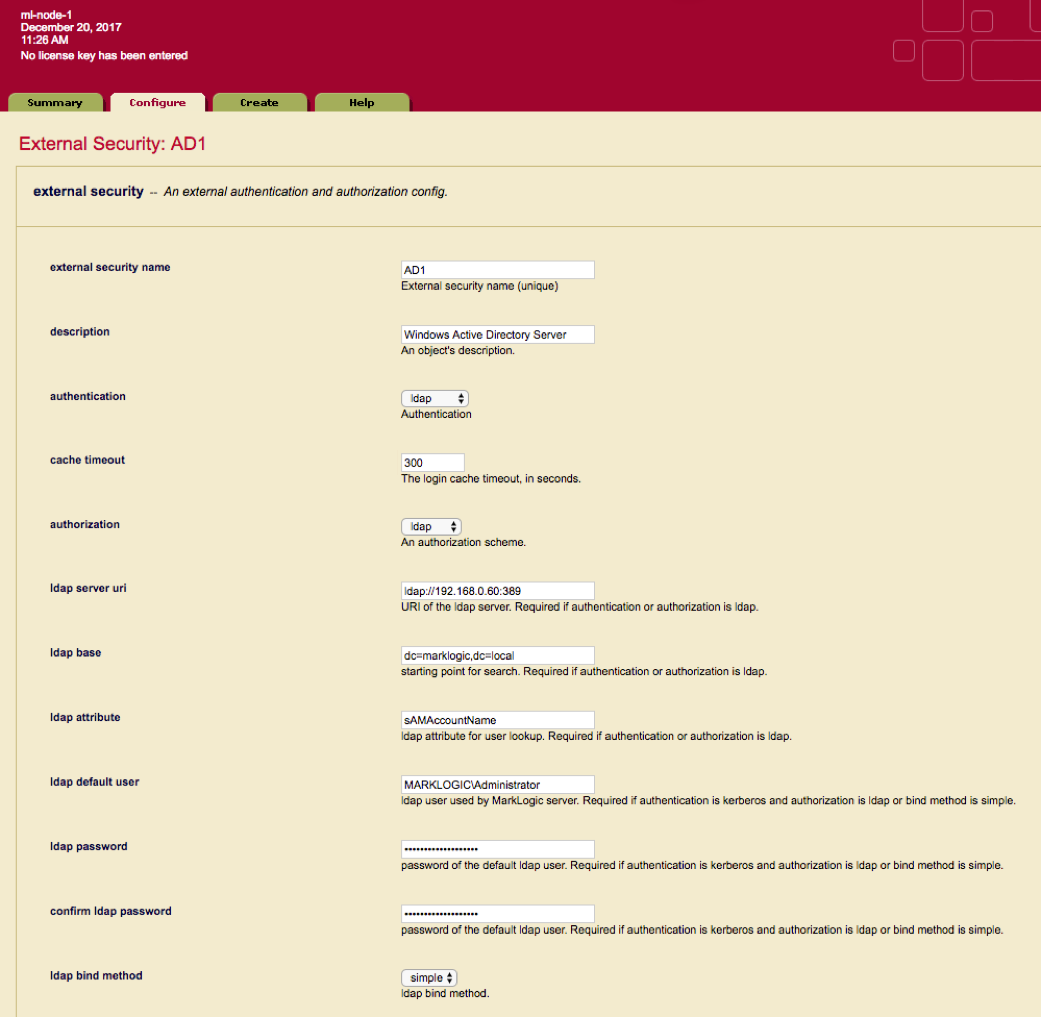 ml-node-1
December 20, 2017
11:26 AM
No license key has been entered
Summary Configure Create Help
External Security: AD1
external security -- An external authentication and authorization config.
external security name
AD1
External security name (unique)
description
Windows Active Directory Server
An object's description.
authentication
ldap
Authentication
cache timeout
300
The login cache timeout, in seconds.
authorization
ldap
An authorization scheme.
ldap server uri
ldap://192.168.0.60:389
URI of the ldap server. Required if authentication or authorization is ldap.
ldap base
dc=marklogic,dc=local
starting point for search. Required if authentication or authorization is ldap.
ldap attribute
sAMAccountName
ldap attribute for user lookup. Required if authentication or authorization is ldap.
ldap default user
MARKLOGIC\Administrator
ldap user used by MarkLogic server. Required if authentication is kerberos and authorization is ldap or bind method is simple.
ldap password
•••••••••••••••••••
password of the default ldap user. Required if authentication is kerberos and authorization is ldap or bind method is simple.
confirm ldap password
•••••••••••••••••••
password of the default ldap user. Required if authentication is kerberos and authorization is ldap or bind method is simple.
ldap bind method
simple
ldap bind method.